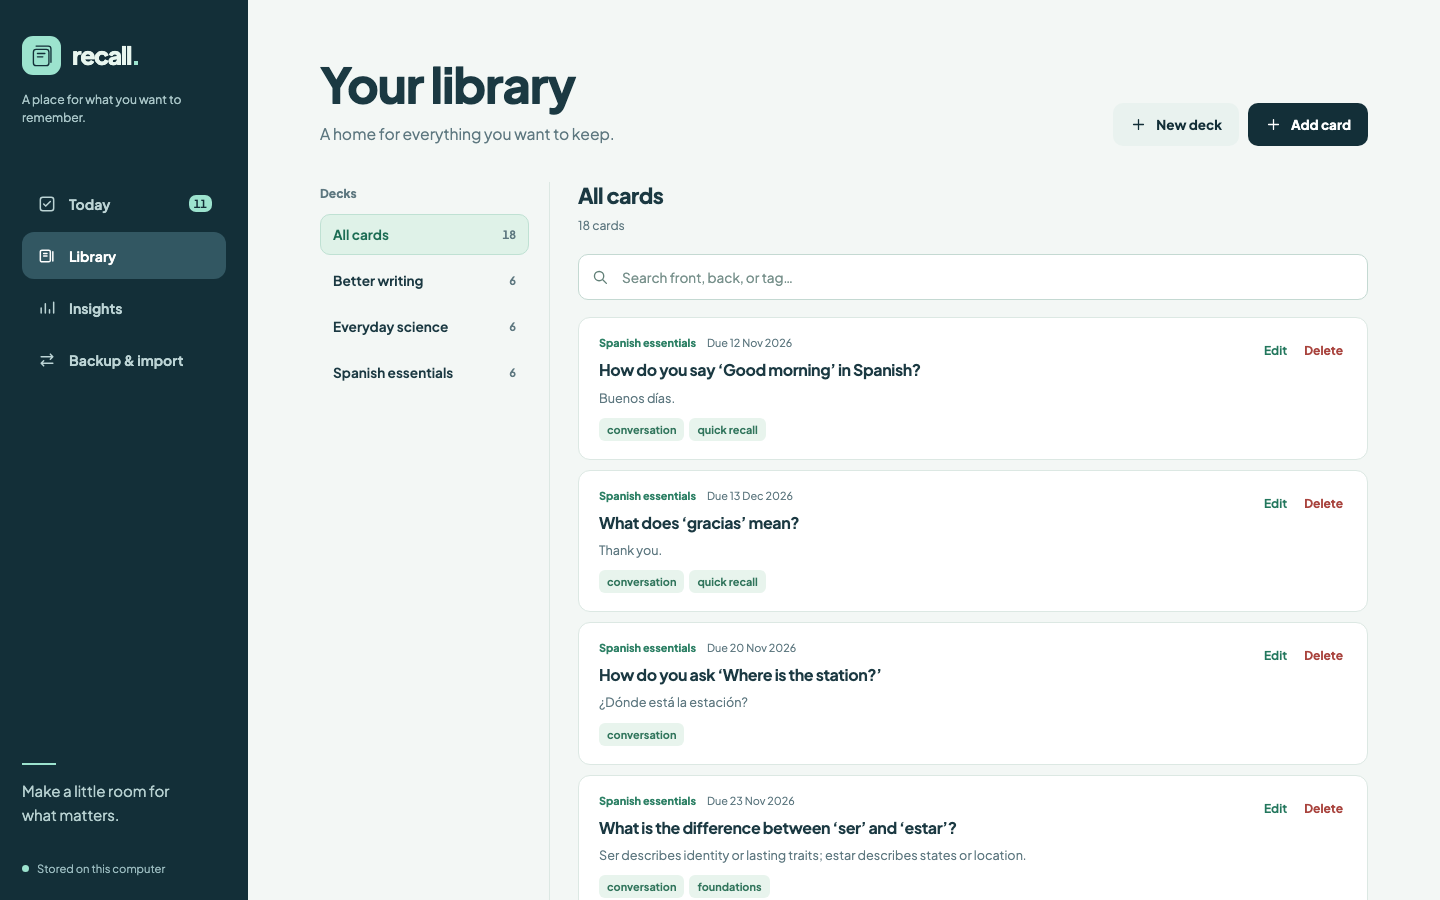 recall.
A place for what you want to
remember.
Today 11
Library
Insights
Backup & import
Make a little room for
what matters.
Stored on this computer
Your library
A home for everything you want to keep.
New deck
Add card
Decks
All cards 18
Better writing 6
Everyday science 6
Spanish essentials 6
All cards
18 cards
Search front, back, or tag…
Spanish essentials Due 12 Nov 2026
Edit Delete
How do you say ‘Good morning’ in Spanish?
Buenos días.
conversation quick recall
Spanish essentials Due 13 Dec 2026
Edit Delete
What does ‘gracias’ mean?
Thank you.
conversation quick recall
Spanish essentials Due 20 Nov 2026
Edit Delete
How do you ask ‘Where is the station?’
¿Dónde está la estación?
conversation
Spanish essentials Due 23 Nov 2026
Edit Delete
What is the difference between ‘ser’ and ‘estar’?
Ser describes identity or lasting traits; estar describes states or location.
conversation foundations